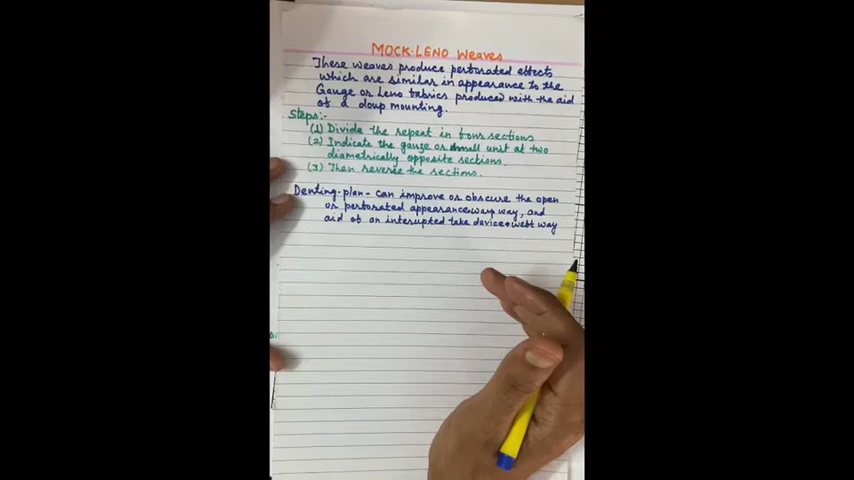 MOCK-LENO Weaves
These weaves produce perforated effects
which are similar in appearance to the
Gauge or Leno fabrics produced with the aid
of a doup mounting.
Steps:-
(1) Divide the repeat in four sections
(2) Indicate the gauze or small unit at two
diametrically opposite sections.
(3) Then reverse the sections.
Denting-plan - can improve or obscure the open
or perforated appearance warp way, and
aid of an interupted take device weft way